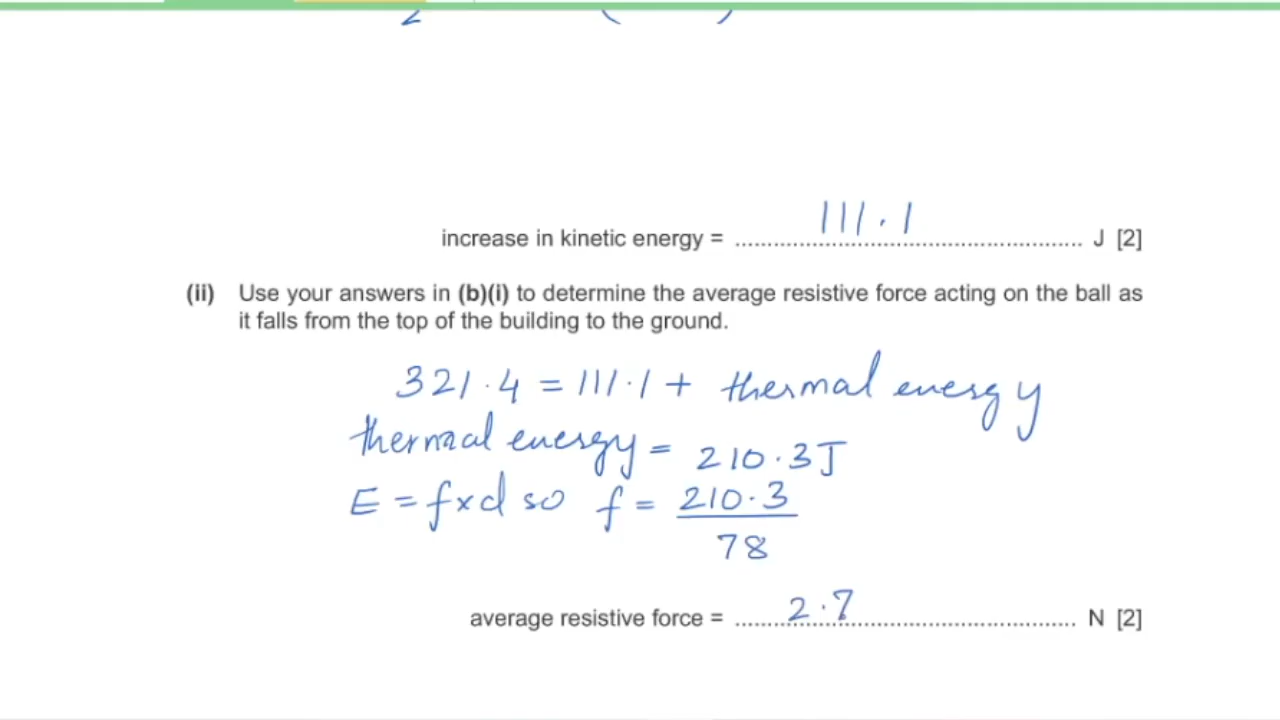 111.1
increase in kinetic energy = .................................................... J [2]
(ii) Use your answers in (b)(i) to determine the average resistive force acting on the ball as
it falls from the top of the building to the ground.
321.4 = 111.1 + thermal energy
thermal energy = 210.3J
E = f×d so f = 210.3
78
average resistive force = 2.7 N [2]